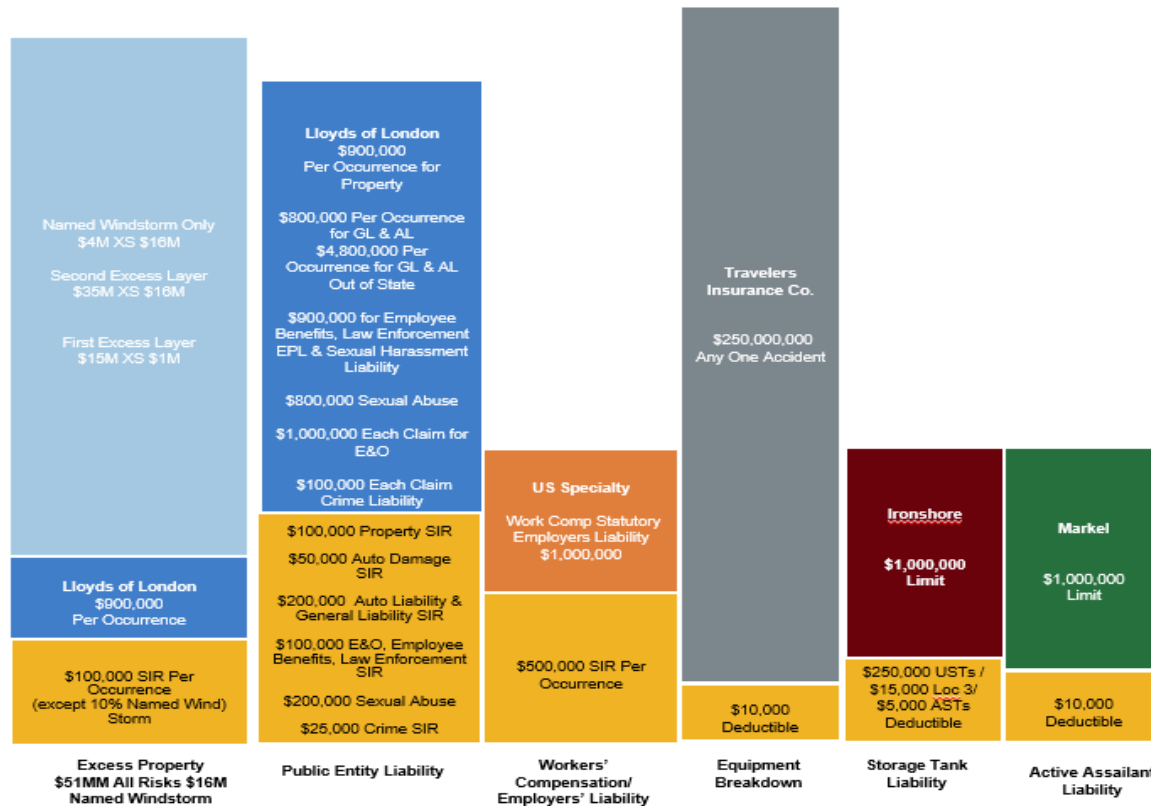 Named Windstorm Only
$4M XS $16M
Second Excess Layer
$35M XS $16M
First Excess Layer
$15M XS $1M
Lloyds of London
$900,000
Per Occurrence
$100,000 SIR Per
Occurrence
(except 10% Named Wind)
Storm
Excess Property
$51MM All Risks $16M
Named Windstorm
Lloyds of London
$900,000
Per Occurrence for
Property
$800,000 Per Occurrence
for GL & AL
$4,800,000 Per
Occurrence for GL & AL
Out of State
$900,000 for Employee
Benefits, Law Enforcement
EPL & Sexual Harassment
Liability
$800,000 Sexual Abuse
$1,000,000 Each Claim for
E&O
$100,000 Each Claim
Crime Liability
$100,000 Property SIR
$50,000 Auto Damage
SIR
$200,000 Auto Liability &
General Liability SIR
$100,000 E&O, Employee
Benefits, Law Enforcement
SIR
$200,000 Sexual Abuse
$25,000 Crime SIR
Public Entity Liability
US Specialty
Work Comp Statutory
Employers Liability
$1,000,000
$500,000 SIR Per
Occurrence
Workers'
Compensation/
Employers' Liability
Travelers
Insurance Co.
$250,000,000
Any One Accident
$10,000
Deductible
Equipment
Breakdown
Ironshore
$1,000,000
Limit
$250,000 USTs /
$15,000 Loc 3/
$5,000 ASTs
Deductible
Storage Tank
Liability
Markel
$1,000,000
Limit
$10,000
Deductible
Active Assailant
Liability